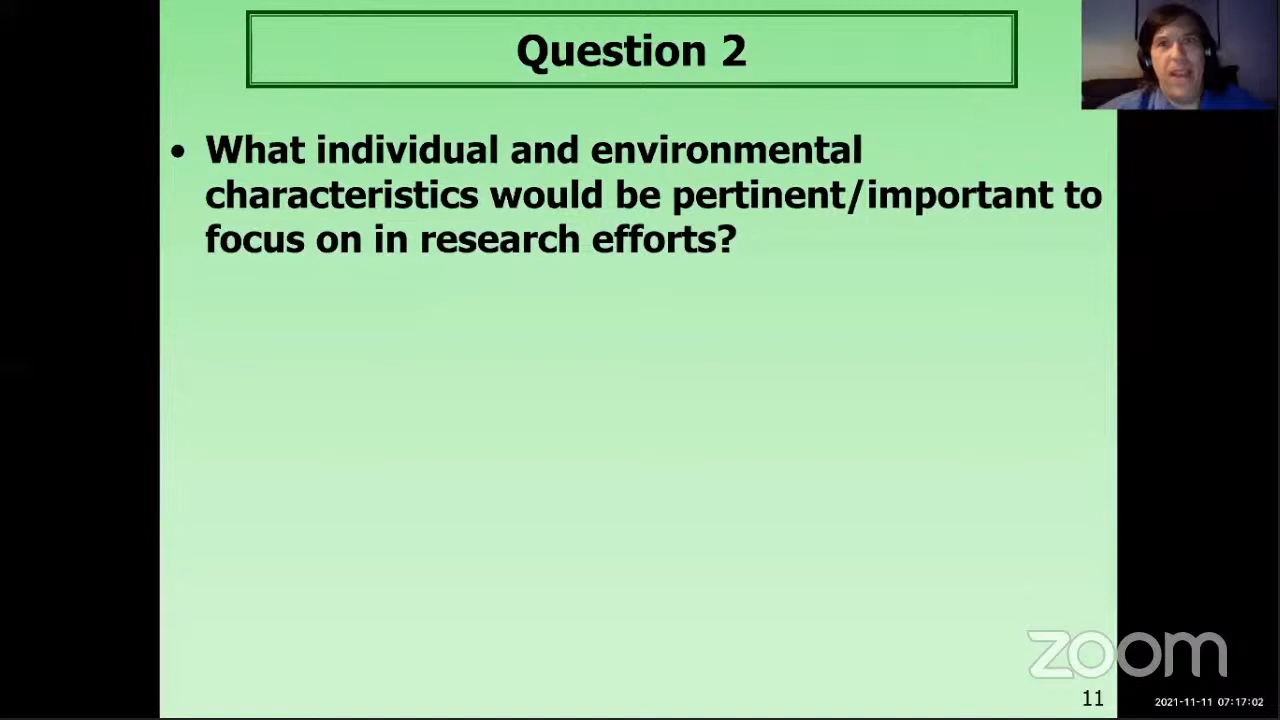 Question 2
• What individual and environmental
characteristics would be pertinent/important to
focus on in research efforts?
zoom
11
2021-11-11 07:17:02